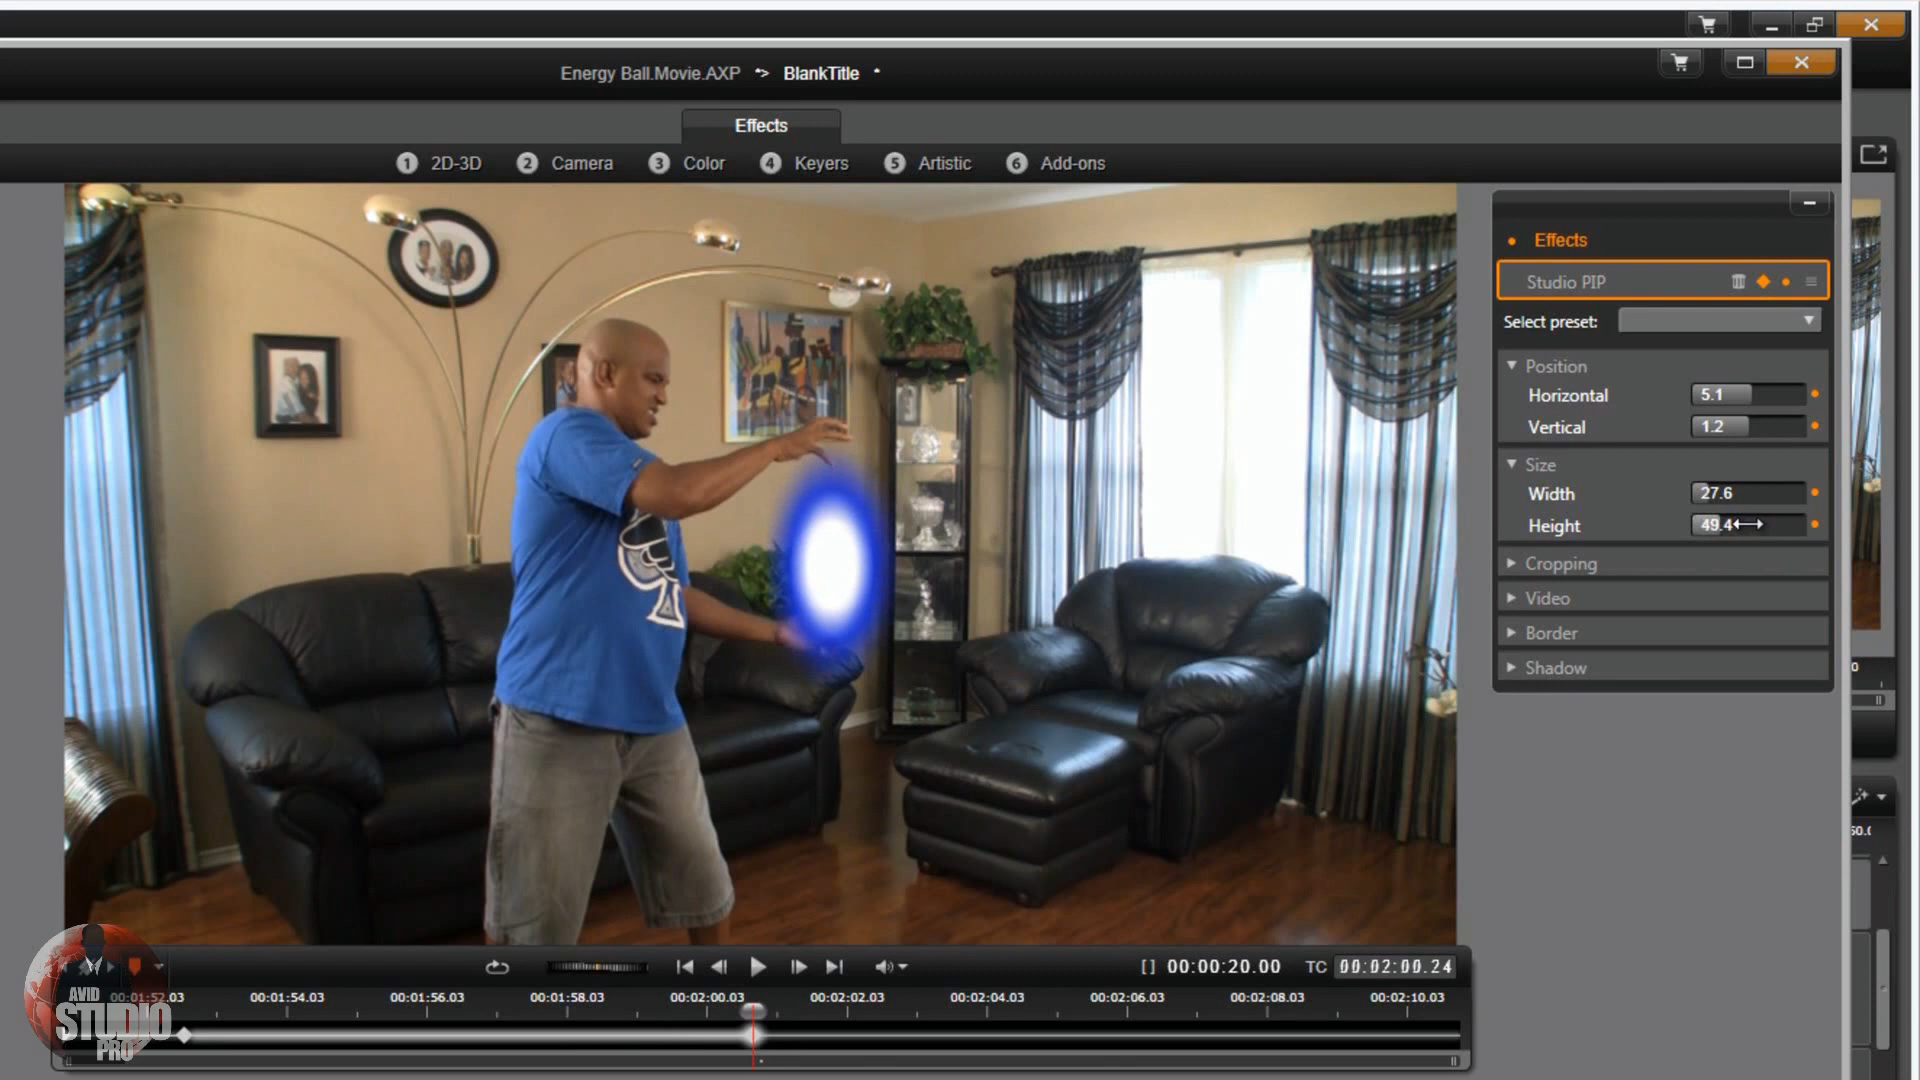 Energy Ball.Movie.AXP *> BlankTitle *
Effects
1 2D-3D 2 Camera 3 Color 4 Keyers 5 Artistic 6 Add-ons
Effects
Studio PIP
Select preset:
Position
Horizontal 5.1
Vertical 1.2
Size
Width 27.6
Height 49.4
Cropping
Video
Border
Shadow
[] 00:00:20.00 TC 00:02:00.24
00:01:52.03 00:01:54.03 00:01:56.03 00:01:58.03 00:02:00.03 00:02:02.03 00:02:04.03 00:02:06.03 00:02:08.03 00:02:10.03
AVID
STUDIO
PRO